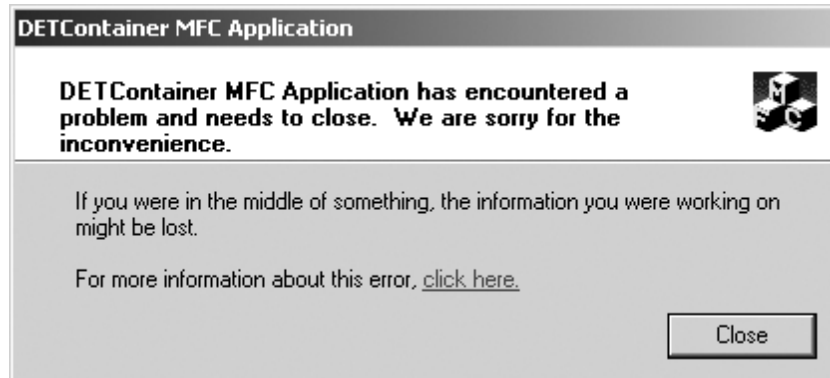 DETContainer MFC Application
DETContainer MFC Application has encountered a
problem and needs to close. We are sorry for the
inconvenience.
M
F C
If you were in the middle of something, the information you were working on
might be lost.
For more information about this error, click here.
Close